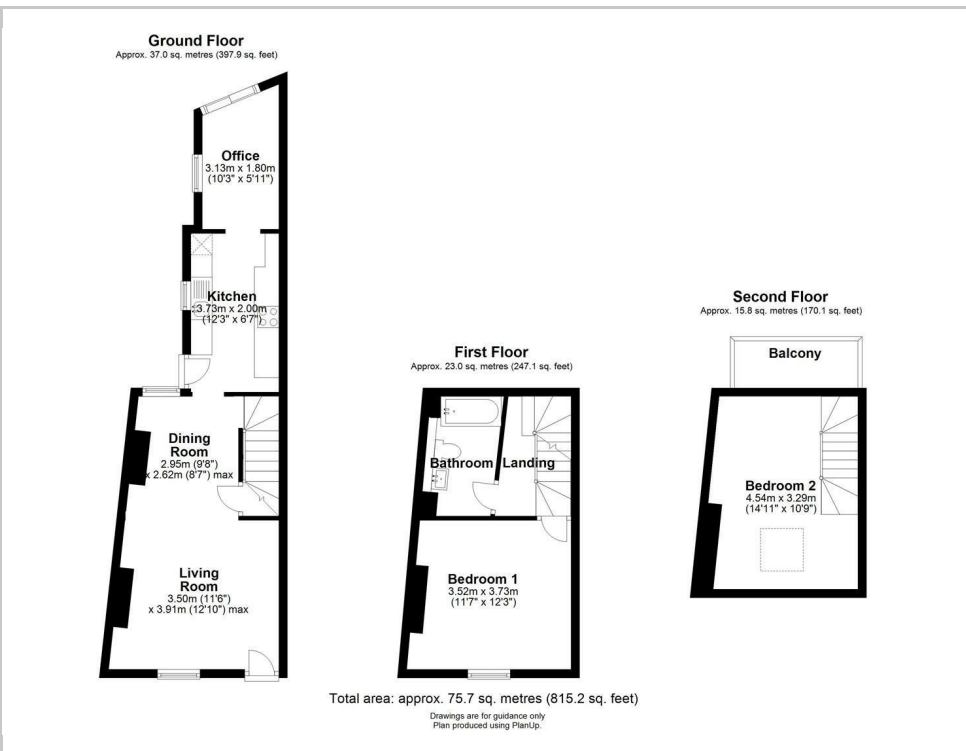 Ground Floor
Approx. 37.0 sq. metres (397.9 sq. feet)
Office
3.13m x 1.80m
(10'3" x 5'11")
Kitchen
3.73m x 2.00m
(12'3" x 6'7")
Dining
Room
2.95m (9'8")
x 2.62m (8'7") max
Living
Room
3.50m (11'6")
x 3.91m (12'10") max
First Floor
Approx. 23.0 sq. metres (247.1 sq. feet)
Bathroom
Landing
Bedroom 1
3.52m x 3.73m
(11'7" x 12'3")
Second Floor
Approx. 15.8 sq. metres (170.1 sq. feet)
Balcony
Bedroom 2
4.54m x 3.29m
(14'11" x 10'9")
Total area: approx. 75.7 sq. metres (815.2 sq. feet)
Drawings are for guidance only
Plan produced using PlanUp.